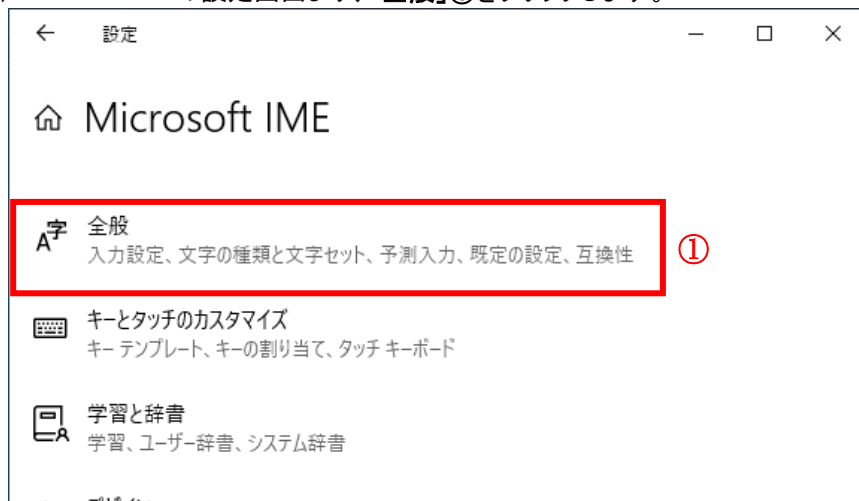 設定
Microsoft IME
全般
入力設定、文字の種類と文字セット、予測入力、既定の設定、互換性
①
キーとタッチのカスタマイズ
キー テンプレート、キーの割り当て、タッチ キーボード
学習と辞書
学習、ユーザー辞書、システム辞書